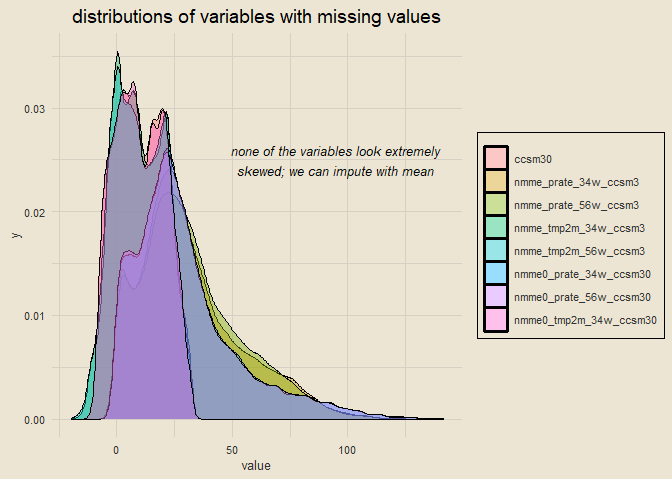 distributions of variables with missing values
0.03
0.02
0.01
0.00
y
none of the variables look extremely
skewed; we can impute with mean
0
50
100
value
ccsm30
nmme_prate_34w_ccsm3
nmme_prate_56w_ccsm3
nmme_tmp2m_34w_ccsm3
nmme_tmp2m_56w_ccsm3
nmme0_prate_34w_ccsm30
nmme0_prate_56w_ccsm30
nmme0_tmp2m_34w_ccsm30